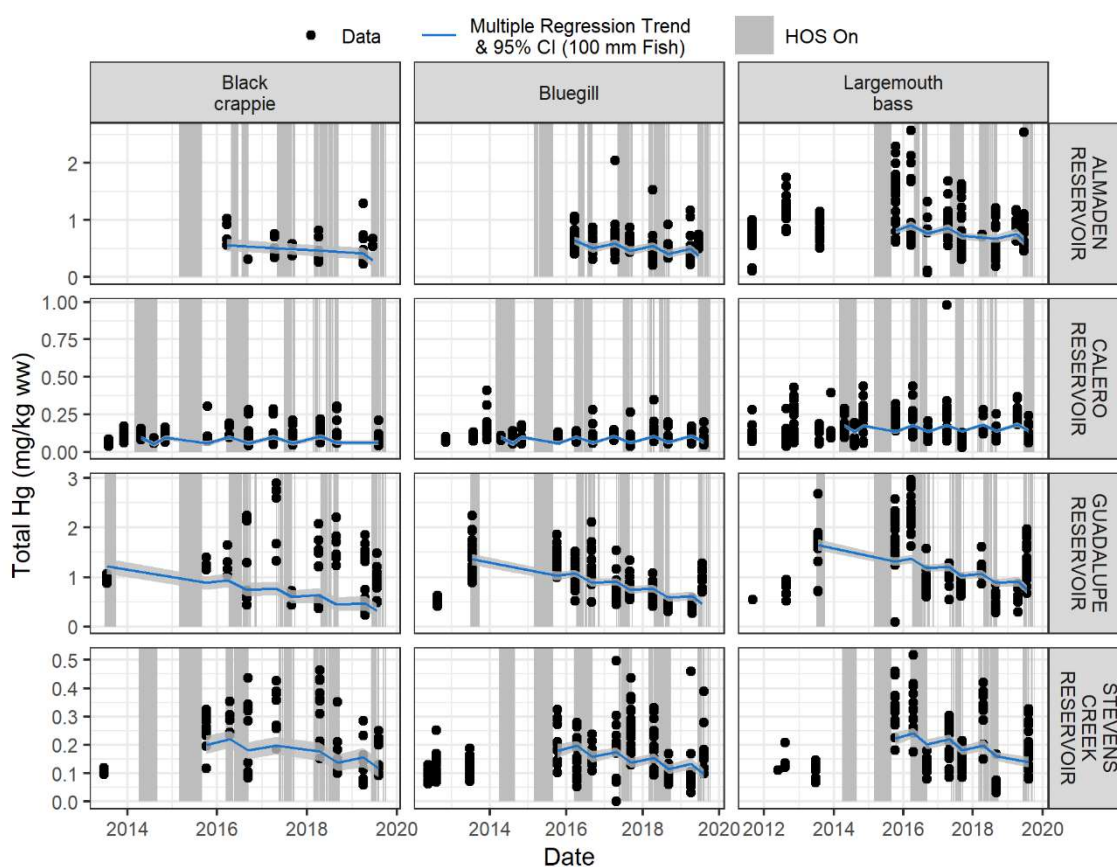 Data
Multiple Regression Trend
& 95% CI (100 mm Fish)
HOS On
Black
crappie
Bluegill
Largemouth
bass
Total Hg (mg/kg ww)
2
1
0
ALMADEN
RESERVOIR
1.00
0.75
0.50
0.25
0.00
CALERO
RESERVOIR
3
2
1
0
GUADALUPE
RESERVOIR
0.5
0.4
0.3
0.2
0.1
0.0
STEVENS
CREEK
RESERVOIR
2014 2016 2018 2020 2014 2016 2018 2020 2012 2014 2016 2018 2020
Date